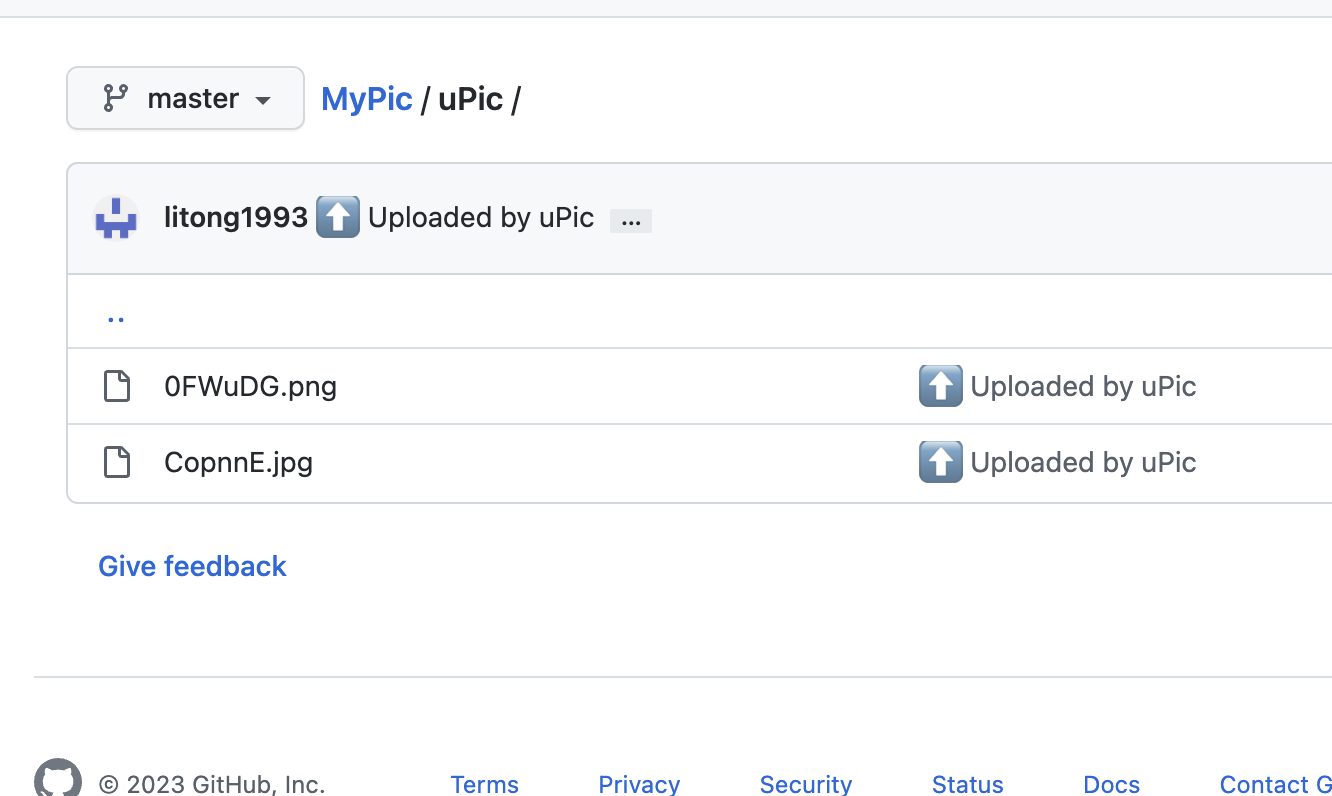 master MyPic / uPic /
litong1993 ⬆️ Uploaded by uPic ...
..
0FWuDG.png ⬆️ Uploaded by uPic
CopnnE.jpg ⬆️ Uploaded by uPic
Give feedback
© 2023 GitHub, Inc. Terms Privacy Security Status Docs Contact G